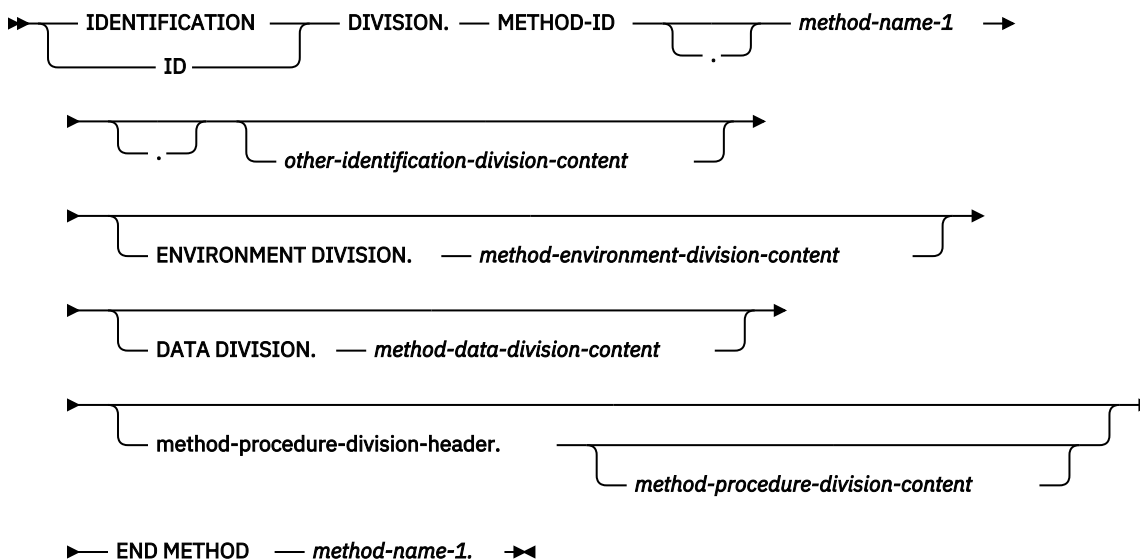 IDENTIFICATION DIVISION. METHOD-ID method-name-1
ID .
.
other-identification-division-content
ENVIRONMENT DIVISION. method-environment-division-content
DATA DIVISION. method-data-division-content
method-procedure-division-header.
method-procedure-division-content
END METHOD method-name-1.